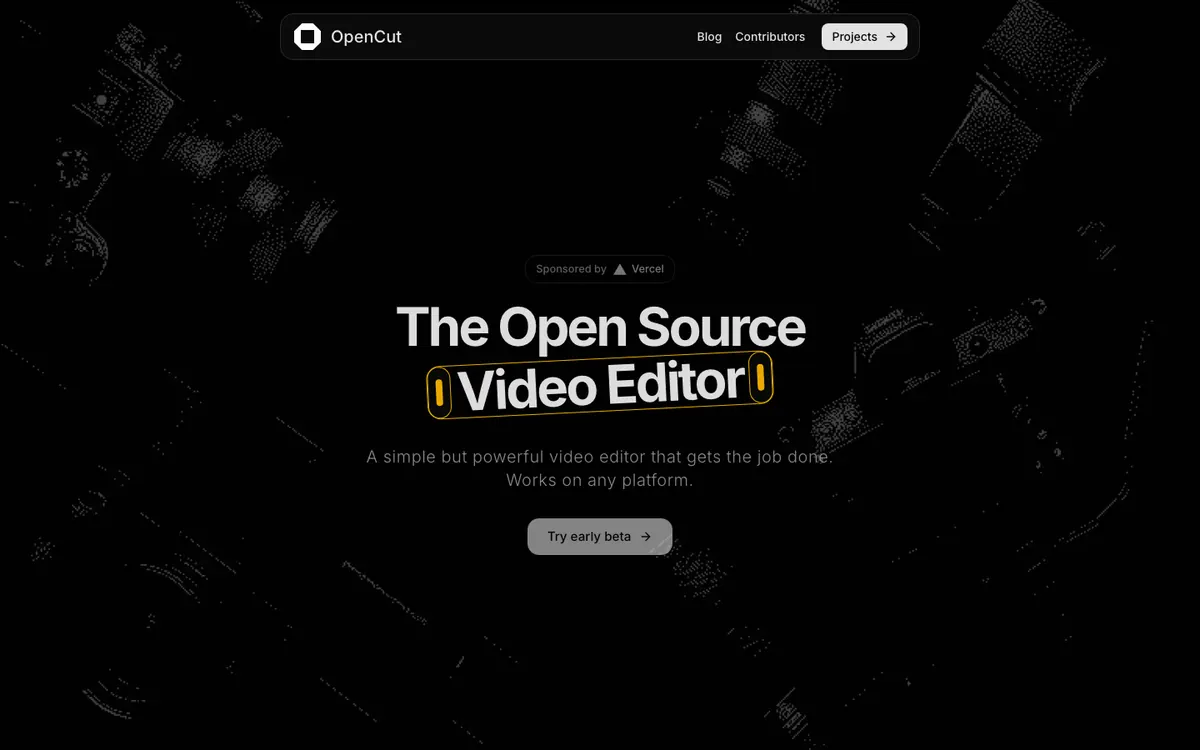 OpenCut
Blog
Contributors
Projects
Sponsored by Vercel
The Open Source
Video Editor
A simple but powerful video editor that gets the job done.
Works on any platform.
Try early beta